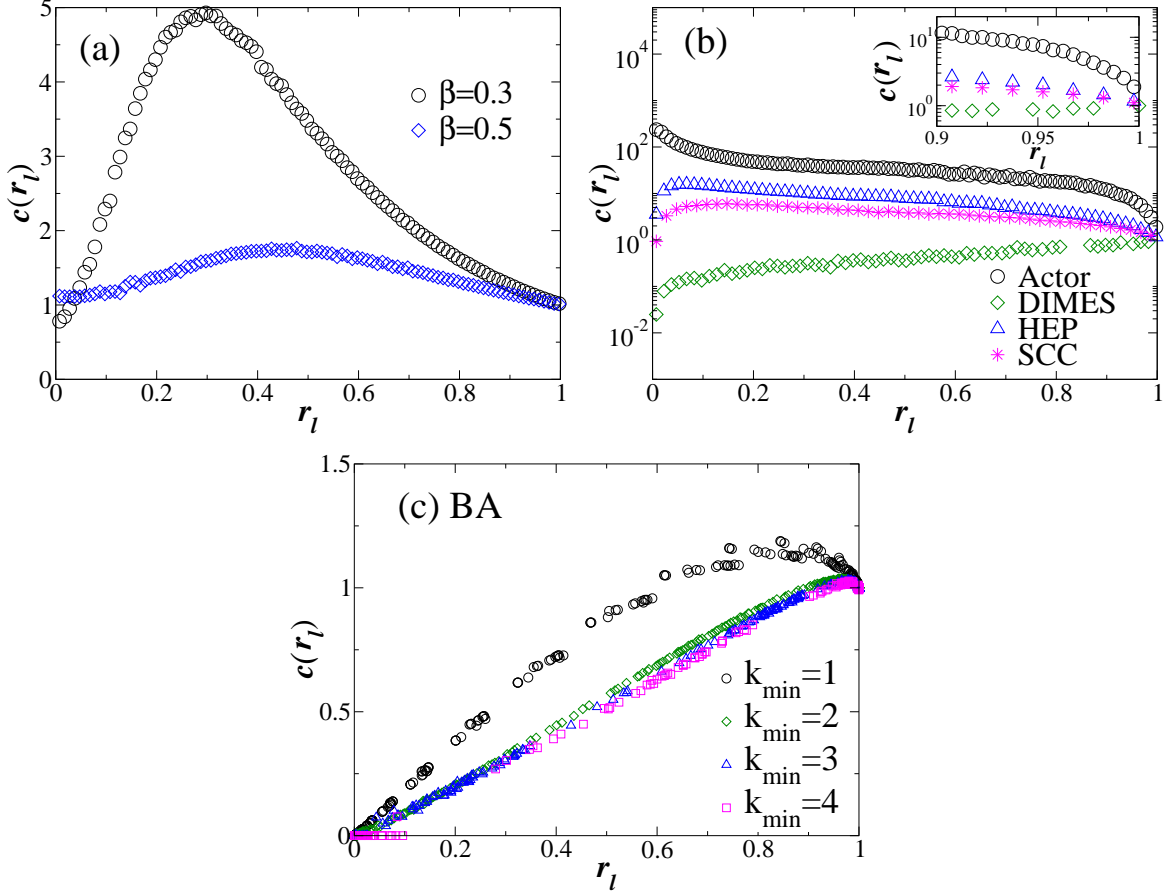 (a)
β=0.3
β=0.5
c(r_l)
5
4
3
2
1
0
0 0.2 0.4 0.6 0.8 1
r_l
(b)
c(r_l)
10^4
10^2
10^0
10^-2
0 0.2 0.4 0.6 0.8 1
r_l
c(r_l)
10^1
10^0
0.9 0.95 1
r_l
Actor
DIMES
HEP
SCC
(c) BA
c(r_l)
1.5
1
0.5
0
0 0.2 0.4 0.6 0.8 1
r_l
k_min=1
k_min=2
k_min=3
k_min=4